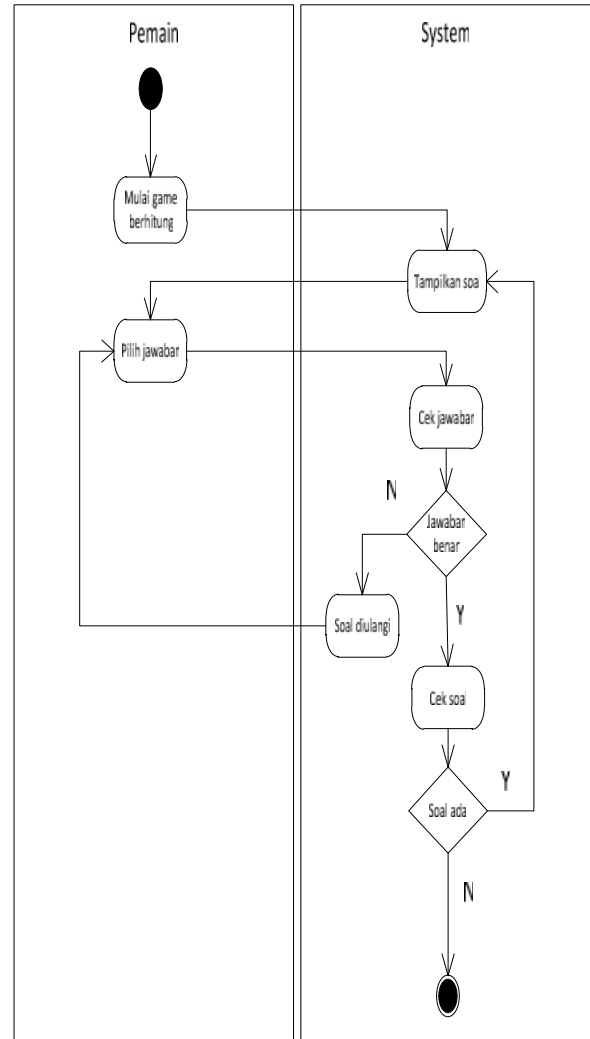 Pemain
System
Mulai game
berhitung
Tampilkan soa
Pilih jawaban
Cek jawaban
N
Jawaban
benar
Soal diulangi
Y
Cek soal
Soal ada
Y
N